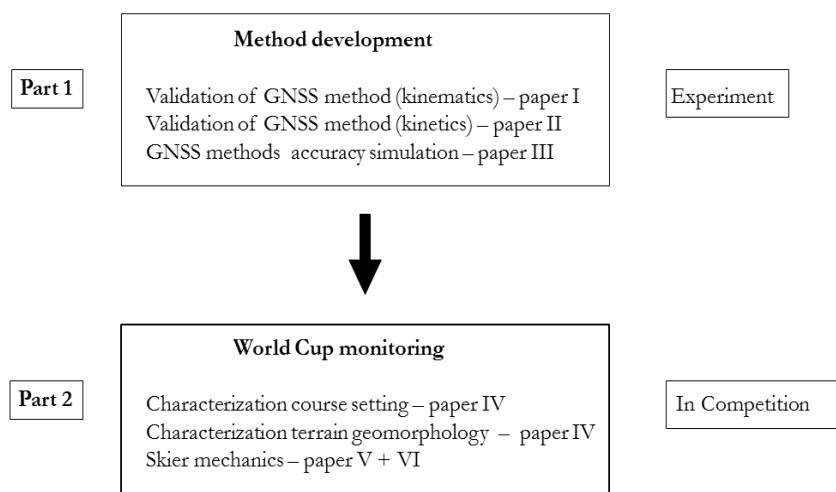 Method development
Part 1
Validation of GNSS method (kinematics) – paper I
Experiment
Validation of GNSS method (kinetics) – paper II
GNSS methods accuracy simulation – paper III
World Cup monitoring
Part 2
Characterization course setting – paper IV
In Competition
Characterization terrain geomorphology – paper IV
Skier mechanics – paper V + VI